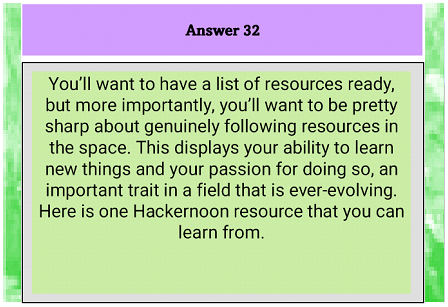 Answer 32
You’ll want to have a list of resources ready,
but more importantly, you’ll want to be pretty
sharp about genuinely following resources in
the space. This displays your ability to learn
new things and your passion for doing so, an
important trait in a field that is ever-evolving.
Here is one Hackernoon resource that you can
learn from.